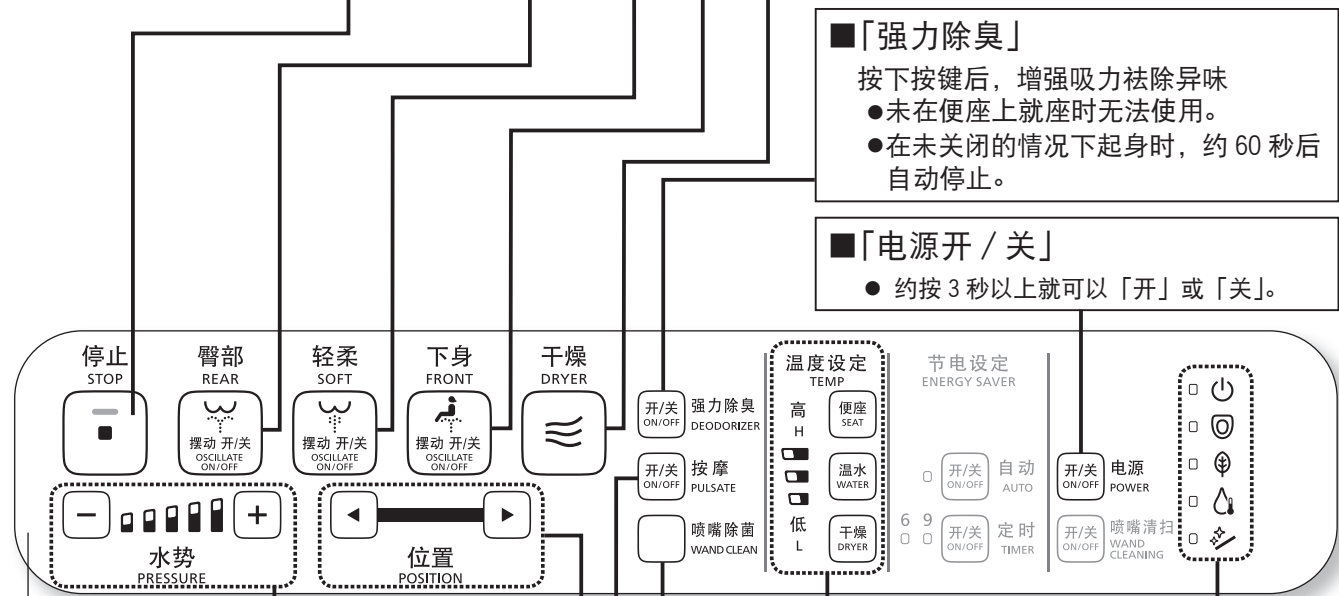 ■「强力除臭」
按下按键后，增强吸力祛除异味
●未在便座上就座时无法使用。
●在未关闭的情况下起身时，约 60 秒后
自动停止。
■「电源开 / 关」
● 约按 3 秒以上就可以「开」或「关」。
停止
STOP
臀部
REAR
摆动 开/关
OSCILLATE
ON/OFF
轻柔
SOFT
摆动 开/关
OSCILLATE
ON/OFF
下身
FRONT
摆动 开/关
OSCILLATE
ON/OFF
干燥
DRYER
水势
PRESSURE
位置
POSITION
开/关
ON/OFF
强力除臭
DEODORIZER
开/关
ON/OFF
按摩
PULSATE
喷嘴除菌
WAND CLEAN
温度设定
TEMP
高
H
低
L
便座
SEAT
温水
WATER
干燥
DRYER
节电设定
ENERGY SAVER
开/关
ON/OFF
自动
AUTO
6 9
开/关
ON/OFF
定时
TIMER
开/关
ON/OFF
电源
POWER
开/关
ON/OFF
喷嘴清扫
WAND
CLEANING